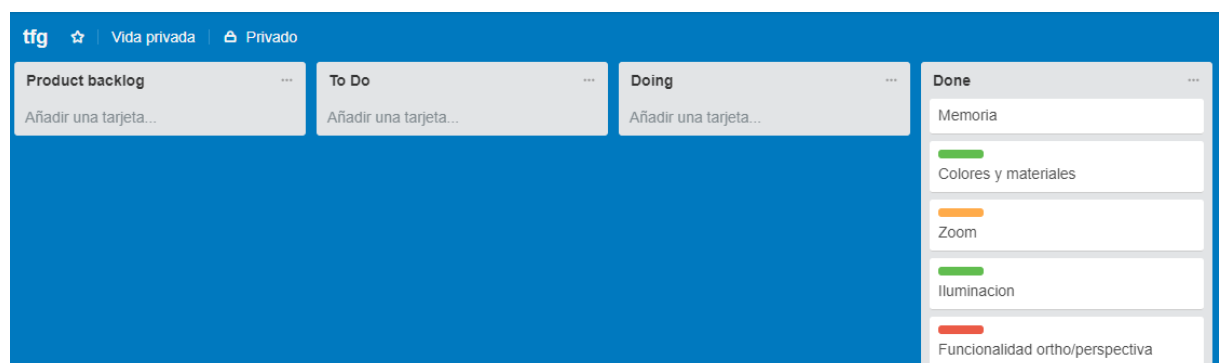 tfg Vida privada Privado
Product backlog
Añadir una tarjeta...
To Do
Añadir una tarjeta...
Doing
Añadir una tarjeta...
Done
Memoria
Colores y materiales
Zoom
Iluminacion
Funcionalidad ortho/perspectiva